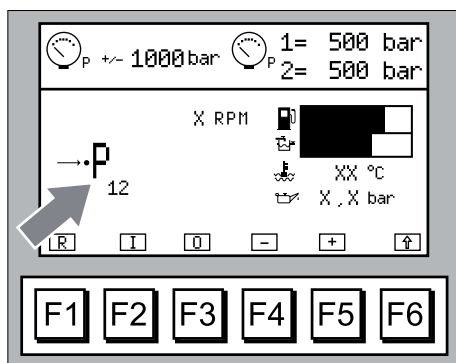 P +/- 1000 bar P 1= 500 bar
2= 500 bar
X RPM
→·P
12
XX °C
X,X bar
R I 0 - + ⇧
F1 F2 F3 F4 F5 F6